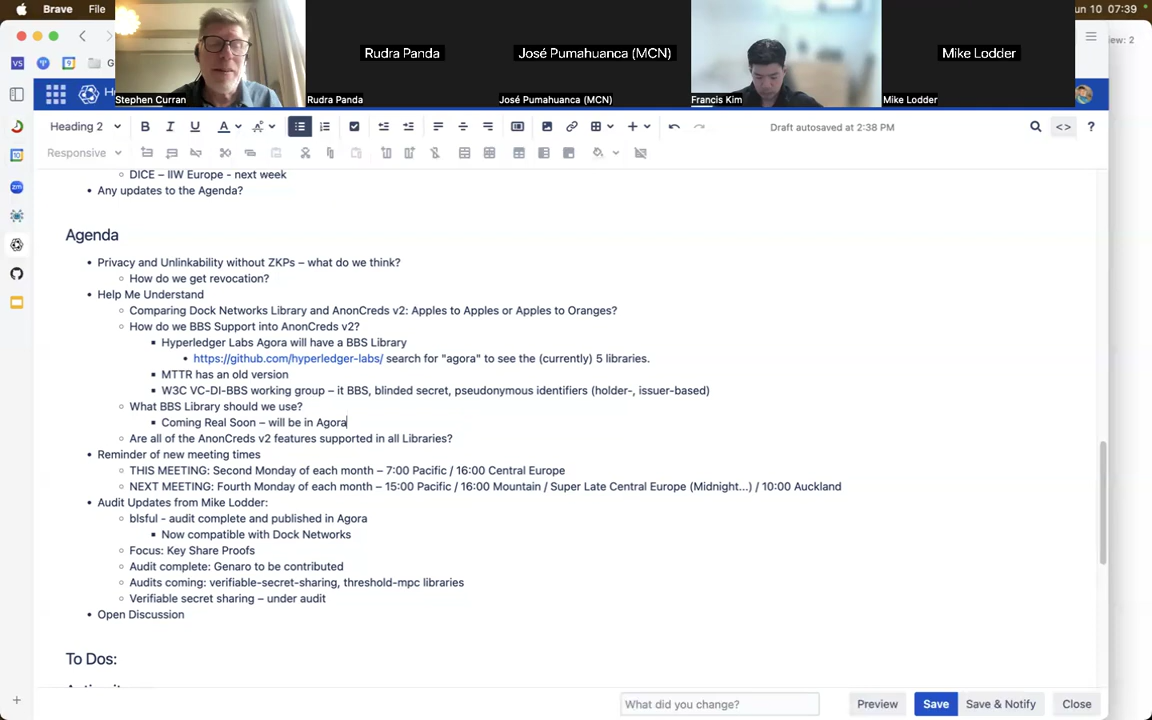 Brave File
un 10 07:39
iew: 2
Rudra Panda
José Pumahuanca (MCN)
Mike Lodder
Stephen Curran
Rudra Panda
José Pumahuanca (MCN)
Francis Kim
Mike Lodder
Heading 2
B I U A
Draft autosaved at 2:38 PM
Responsive
DICE – IIW Europe - next week
• Any updates to the Agenda?
Agenda
• Privacy and Unlinkability without ZKPs – what do we think?
◦ How do we get revocation?
• Help Me Understand
◦ Comparing Dock Networks Library and AnonCreds v2: Apples to Apples or Apples to Oranges?
◦ How do we BBS Support into AnonCreds v2?
▪ Hyperledger Labs Agora will have a BBS Library
• https://github.com/hyperledger-labs/ search for "agora" to see the (currently) 5 libraries.
▪ MTTR has an old version
▪ W3C VC-DI-BBS working group – it BBS, blinded secret, pseudonymous identifiers (holder-, issuer-based)
◦ What BBS Library should we use?
▪ Coming Real Soon – will be in Agora
◦ Are all of the AnonCreds v2 features supported in all Libraries?
• Reminder of new meeting times
◦ THIS MEETING: Second Monday of each month – 7:00 Pacific / 16:00 Central Europe
◦ NEXT MEETING: Fourth Monday of each month – 15:00 Pacific / 16:00 Mountain / Super Late Central Europe (Midnight...) / 10:00 Auckland
• Audit Updates from Mike Lodder:
◦ blsful - audit complete and published in Agora
▪ Now compatible with Dock Networks
◦ Focus: Key Share Proofs
◦ Audit complete: Genaro to be contributed
◦ Audits coming: verifiable-secret-sharing, threshold-mpc libraries
◦ Verifiable secret sharing – under audit
• Open Discussion
To Dos:
What did you change?
Preview
Save
Save & Notify
Close